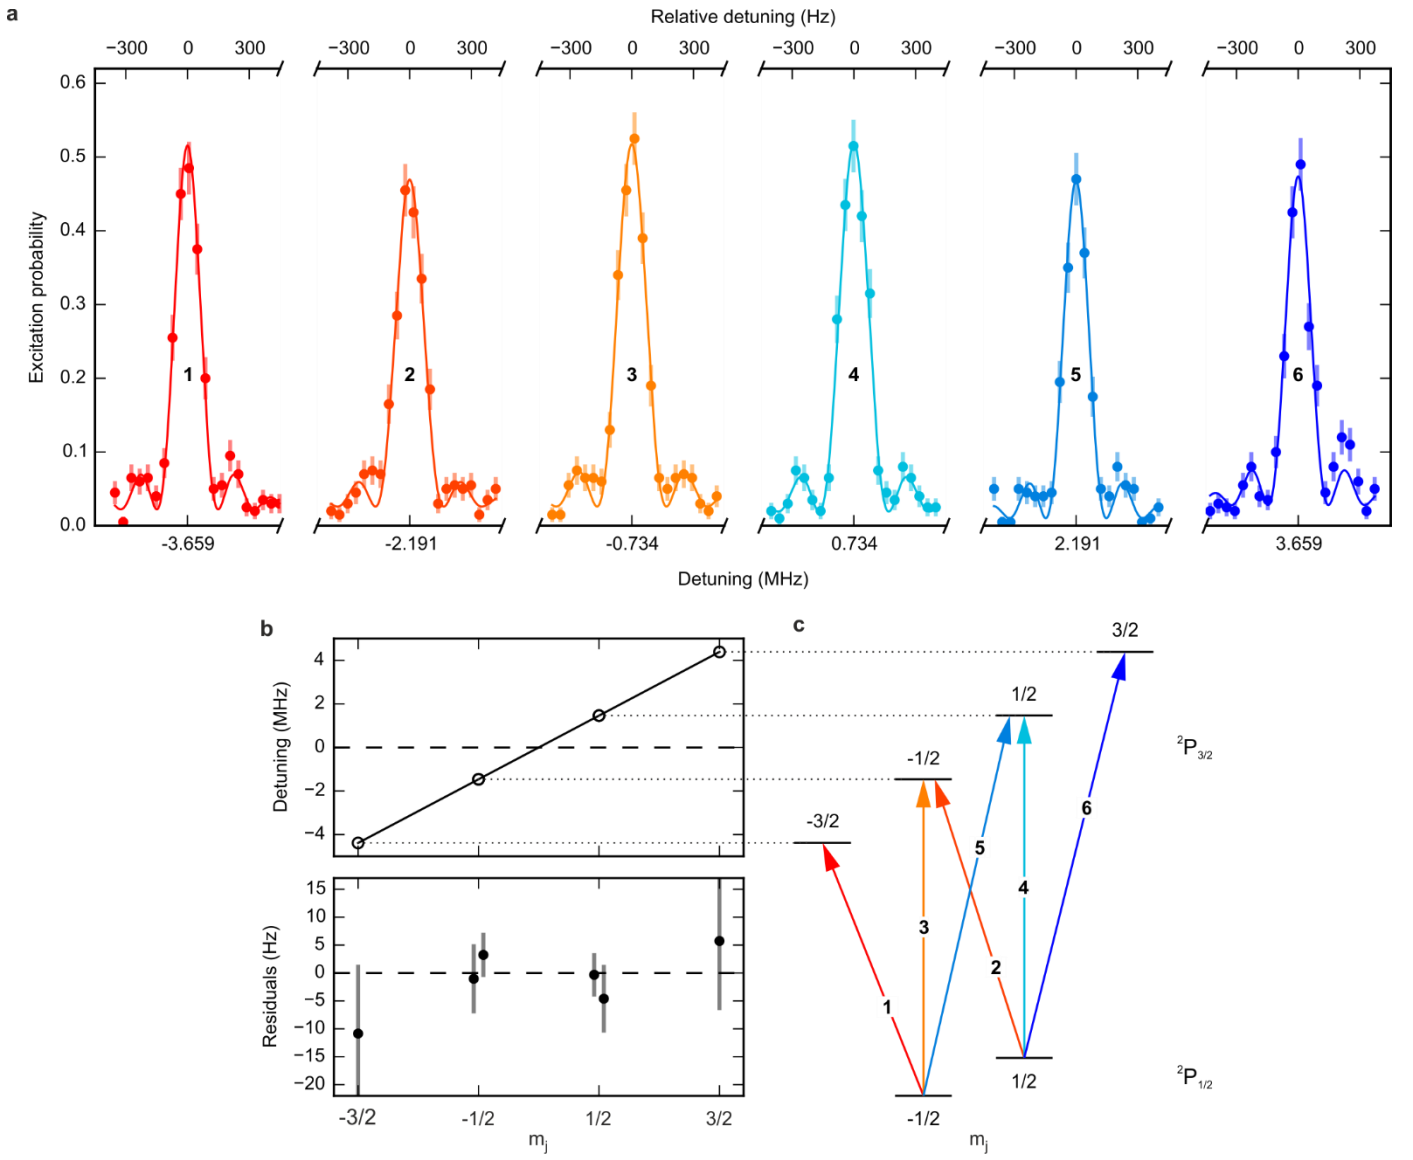 a
Relative detuning (Hz)
−300 0 300 −300 0 300 −300 0 300 −300 0 300 −300 0 300 −300 0 300
Excitation probability
0.6
0.5
0.4
0.3
0.2
0.1
0.0
1 2 3 4 5 6
-3.659 -2.191 -0.734 0.734 2.191 3.659
Detuning (MHz)
b
Detuning (MHz)
4
2
0
−2
−4
Residuals (Hz)
15
10
5
0
−5
−10
−15
−20
-3/2 -1/2 1/2 3/2
mj
c
3/2
1/2
-1/2
-3/2
²P3/2
6
5
4
3
2
1
²P1/2
1/2
-1/2
mj